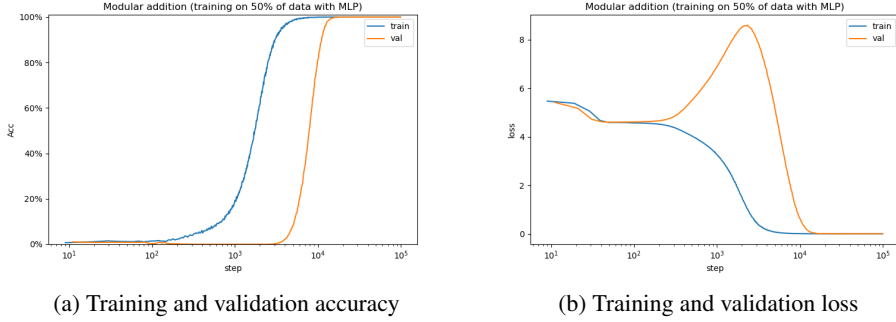 Modular addition (training on 50% of data with MLP)
100%
80%
60%
40%
20%
0%
Acc
10¹
10²
10³
10⁴
10⁵
step
train
val
(a) Training and validation accuracy
Modular addition (training on 50% of data with MLP)
8
6
4
2
0
loss
10¹
10²
10³
10⁴
10⁵
step
train
val
(b) Training and validation loss